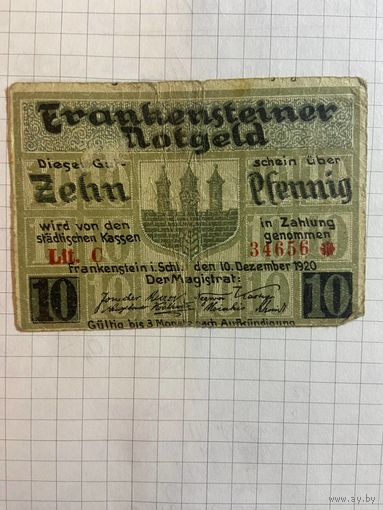 Frankensteiner
Notgeld
Dieser Gut- schein über
Zehn Pfennig
wird von den in Zahlung
städtischen Kassen genommen
Lit. C 34656
Frankenstein i. Schl., den 10. Dezember 1920
Der Magistrat:
10 10
Gültig bis 3 Monate nach Aufkündigung
www.ay.by